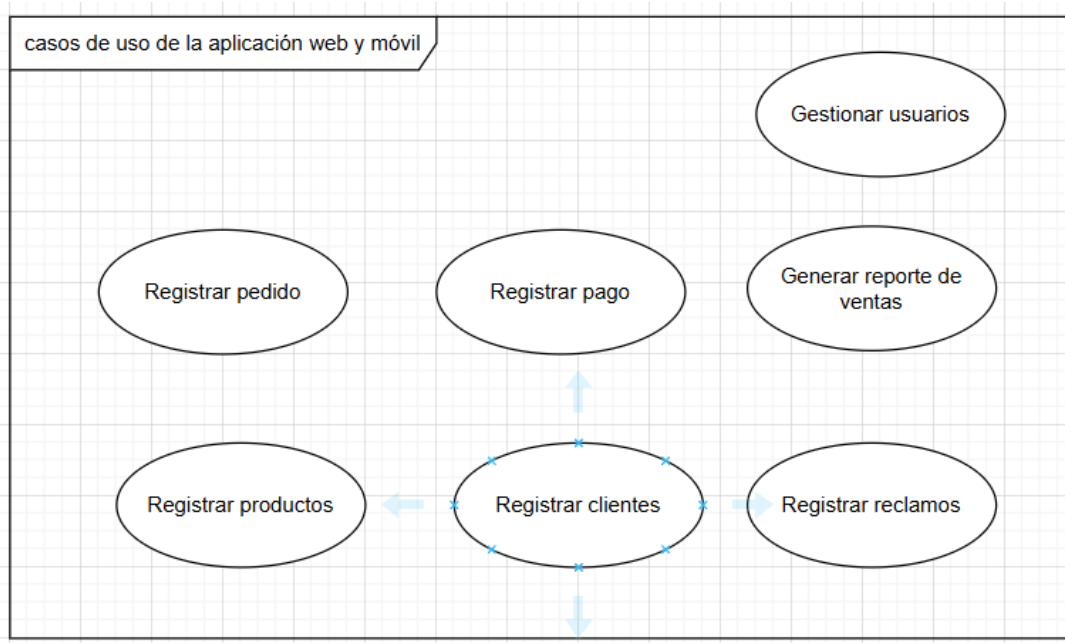 casos de uso de la aplicación web y móvil
Gestionar usuarios
Registrar pedido
Registrar pago
Generar reporte de
ventas
Registrar productos
Registrar clientes
Registrar reclamos